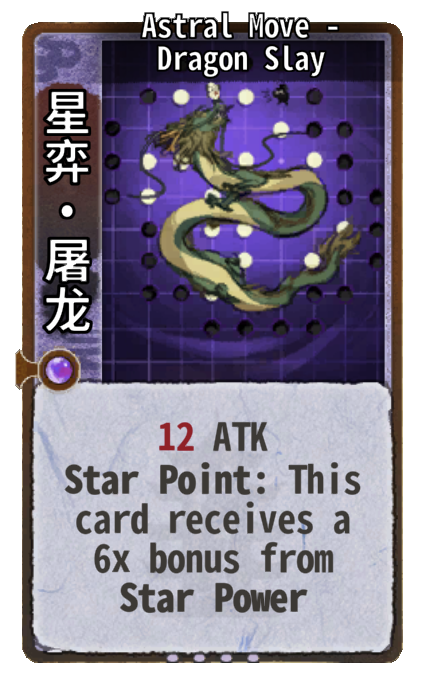 Astral Move -
Dragon Slay
星弈·屠龙
12 ATK
Star Point: This
card receives a
6x bonus from
Star Power